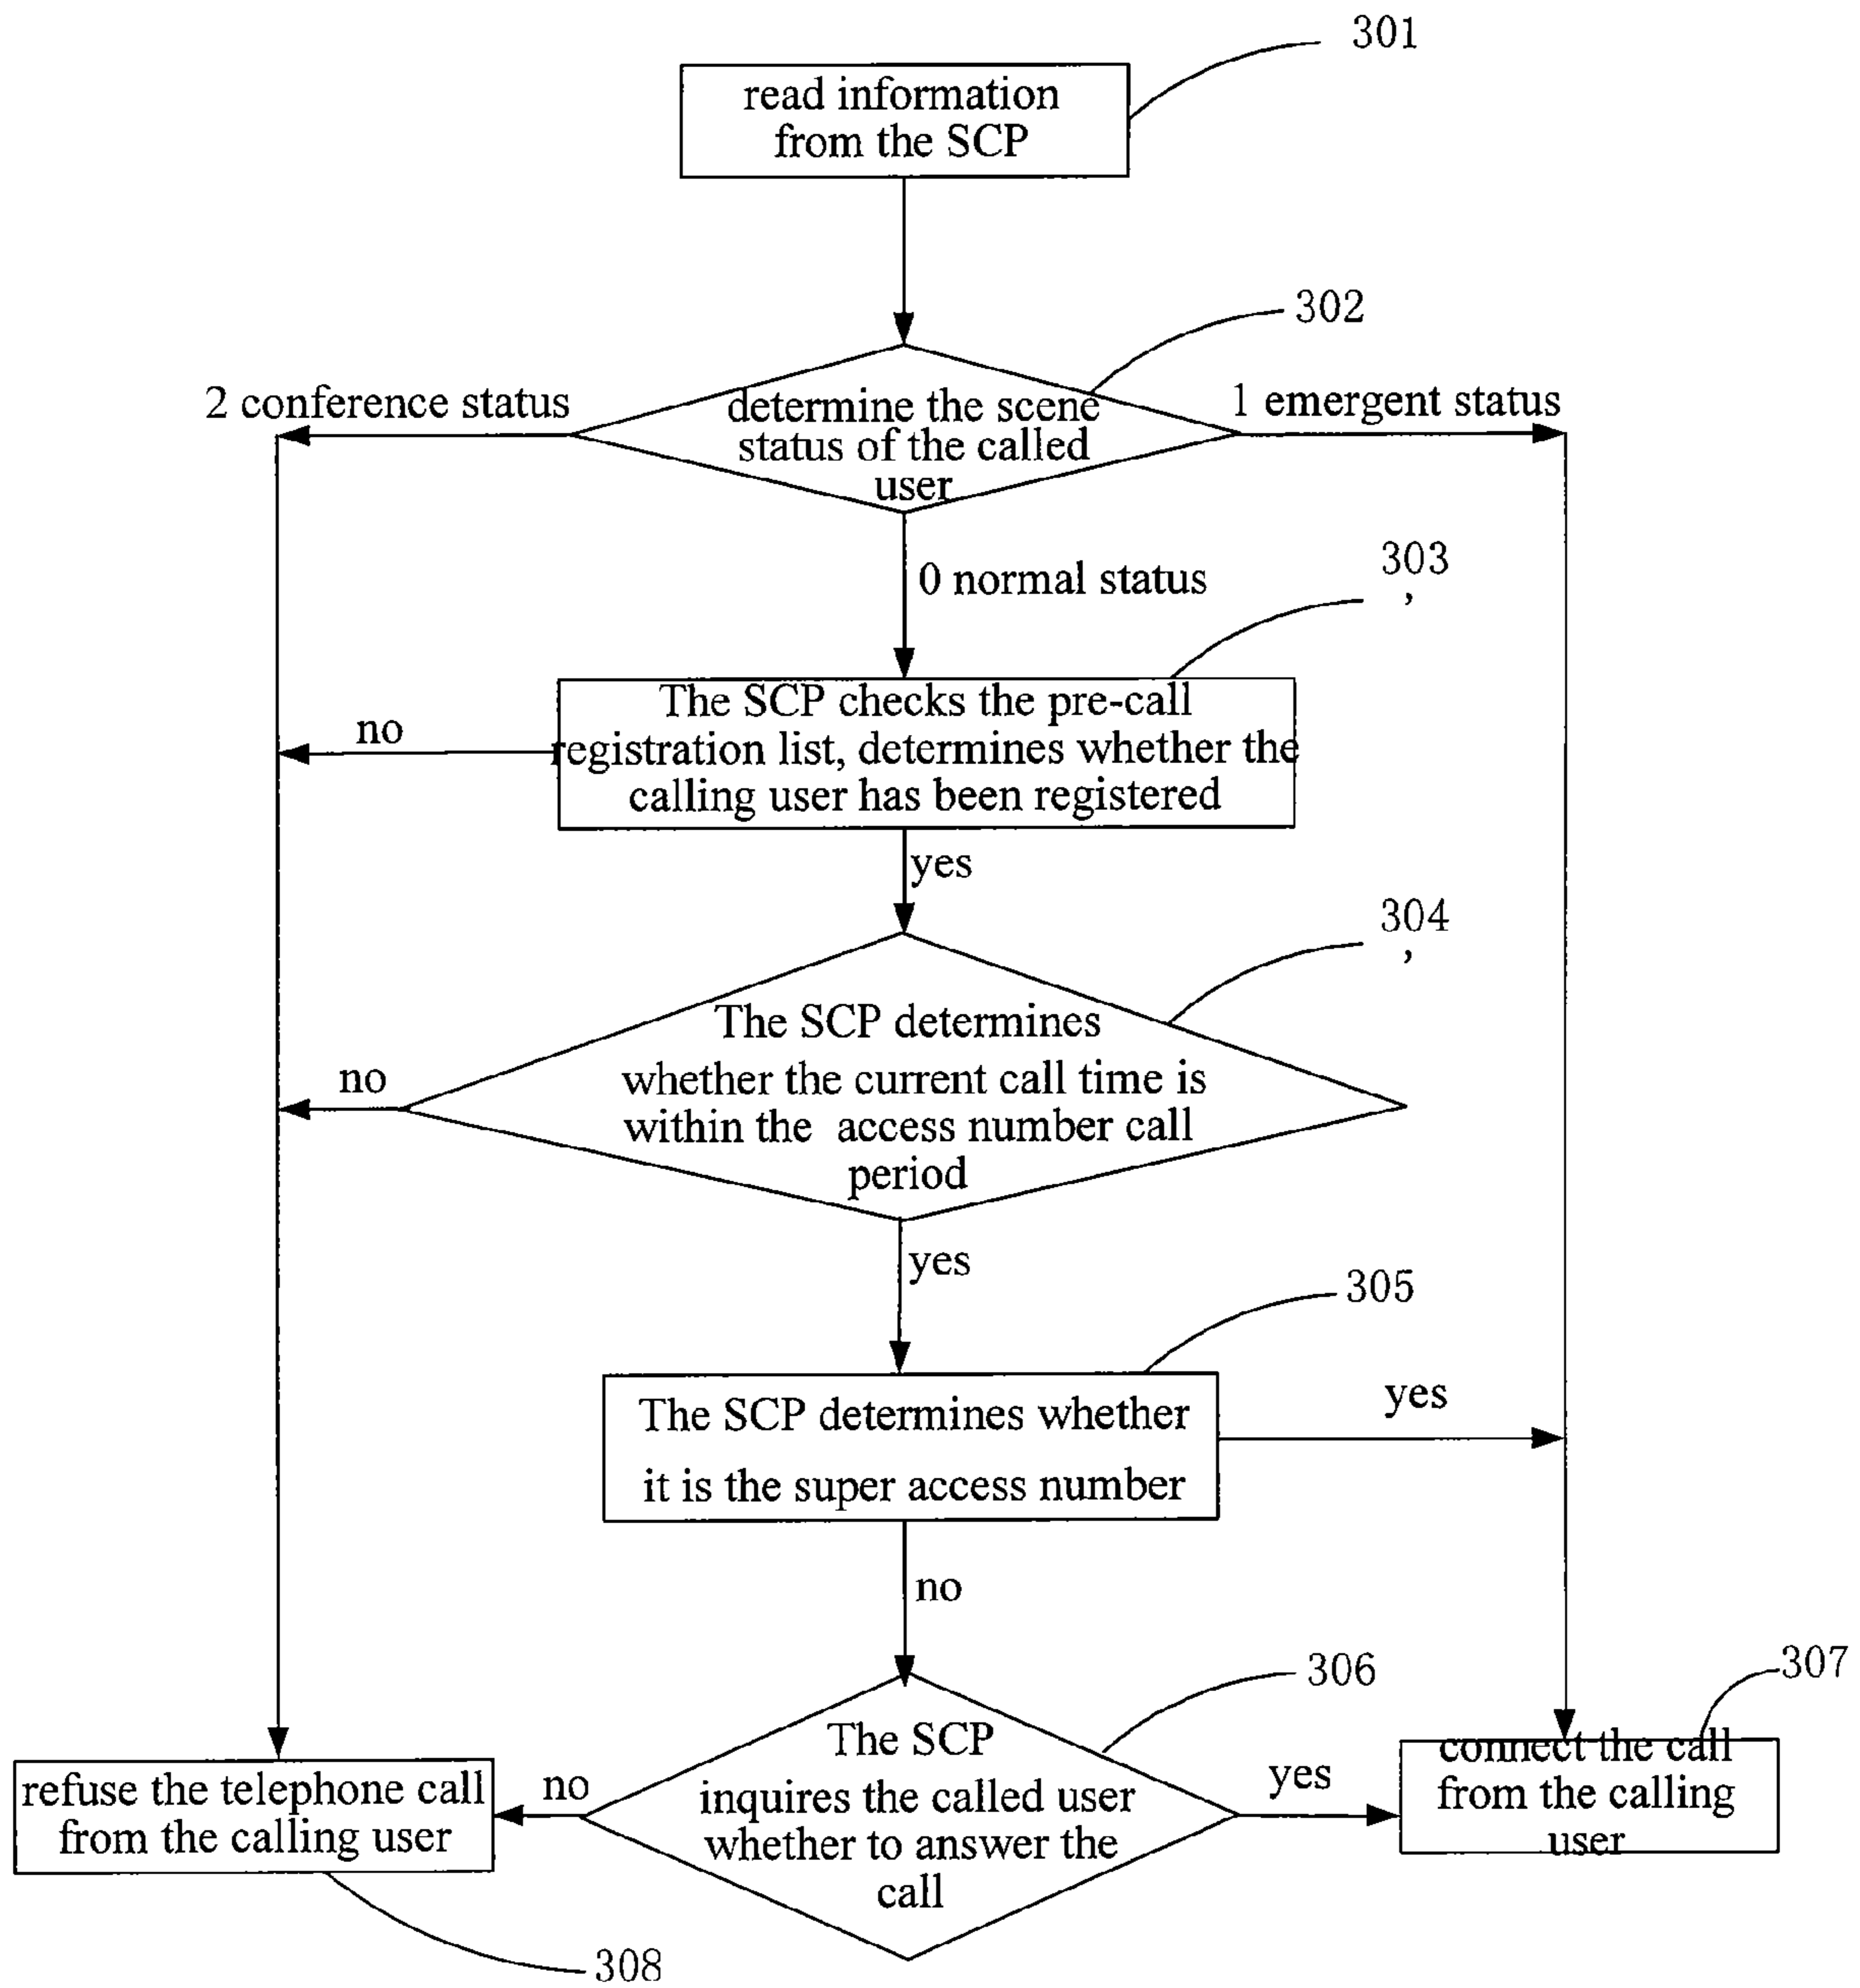 301
read information
from the SCP
302
2 conference status
determine the scene
status of the called
user
1 emergent status
0 normal status
303
,
The SCP checks the pre-call
registration list, determines whether the
calling user has been registered
no
yes
304
,
The SCP determines
whether the current call time is
within the access number call
period
no
yes
305
The SCP determines whether
it is the super access number
yes
no
306
307
The SCP
inquires the called user
whether to answer the
call
no
yes
refuse the telephone call
from the calling user
connect the call
from the calling
user
308